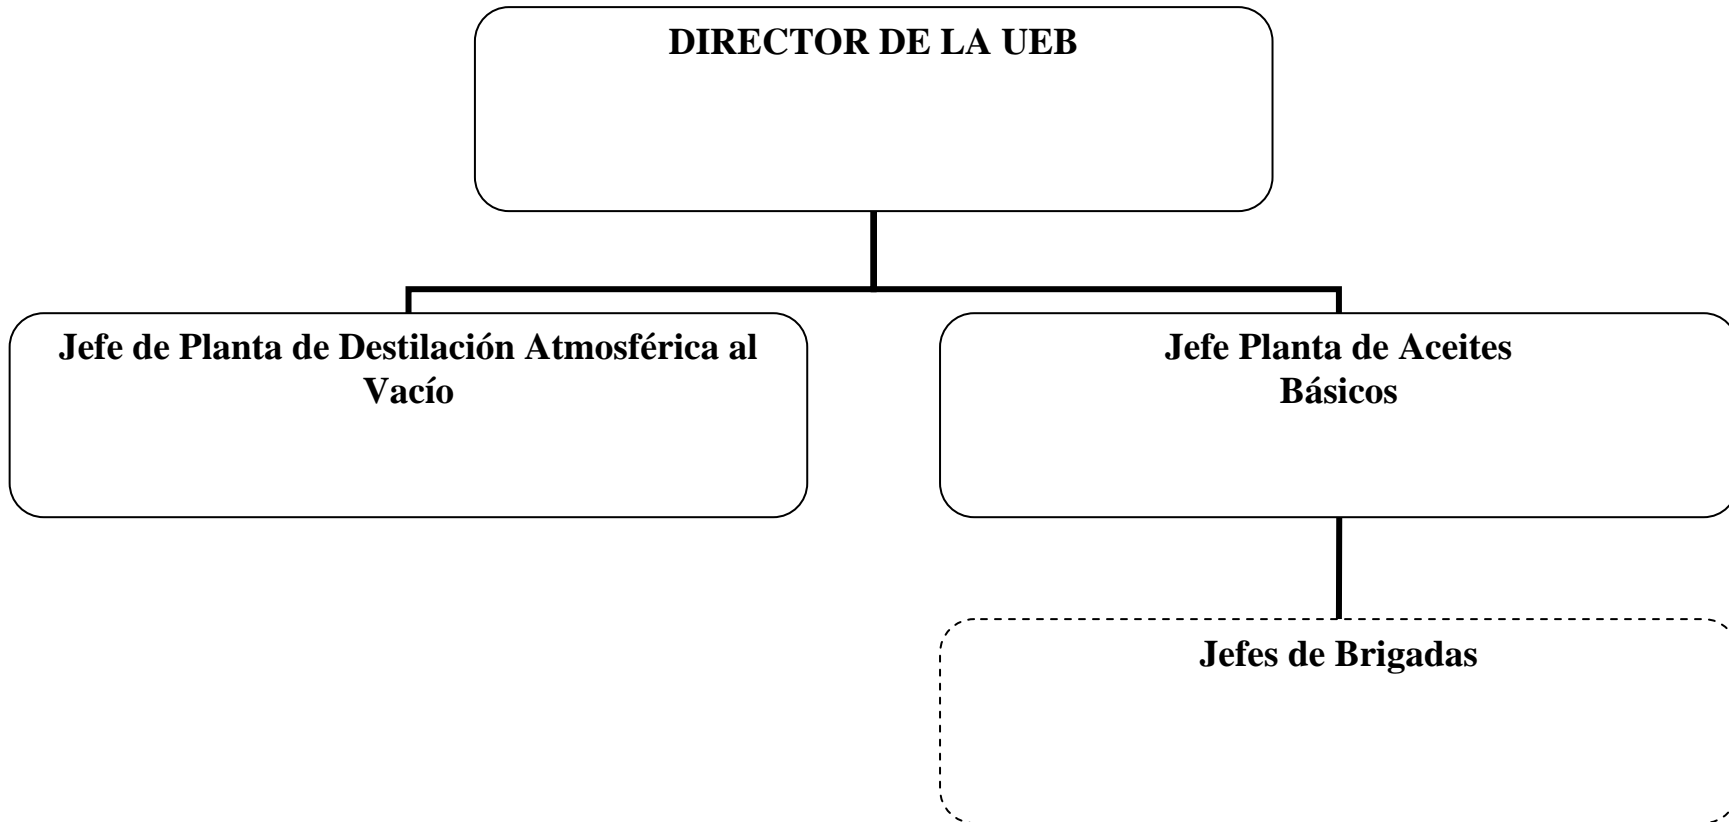 DIRECTOR DE LA UEB
Jefe de Planta de Destilación Atmosférica al
Vacío
Jefe Planta de Aceites
Básicos
Jefes de Brigadas